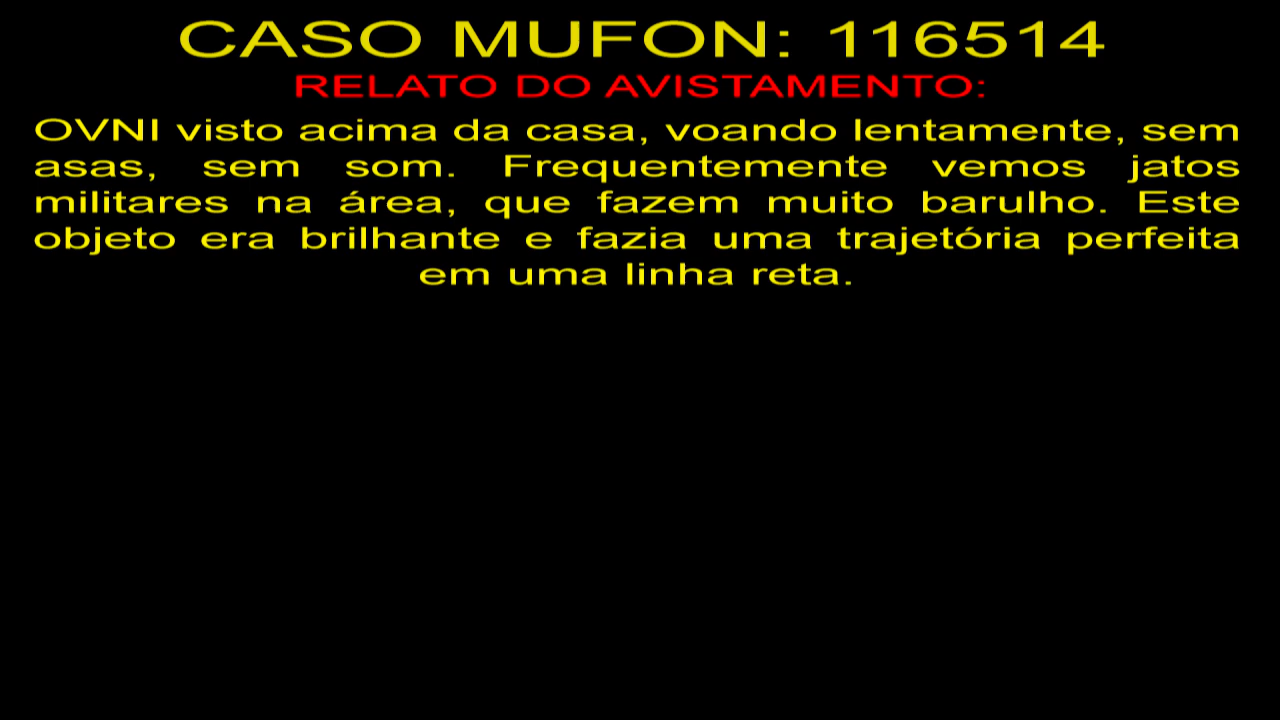 CASO MUFON: 116514
RELATO DO AVISTAMENTO:
OVNI visto acima da casa, voando lentamente, sem
asas, sem som. Frequentemente vemos jatos
militares na área, que fazem muito barulho. Este
objeto era brilhante e fazia uma trajetória perfeita
em uma linha reta.